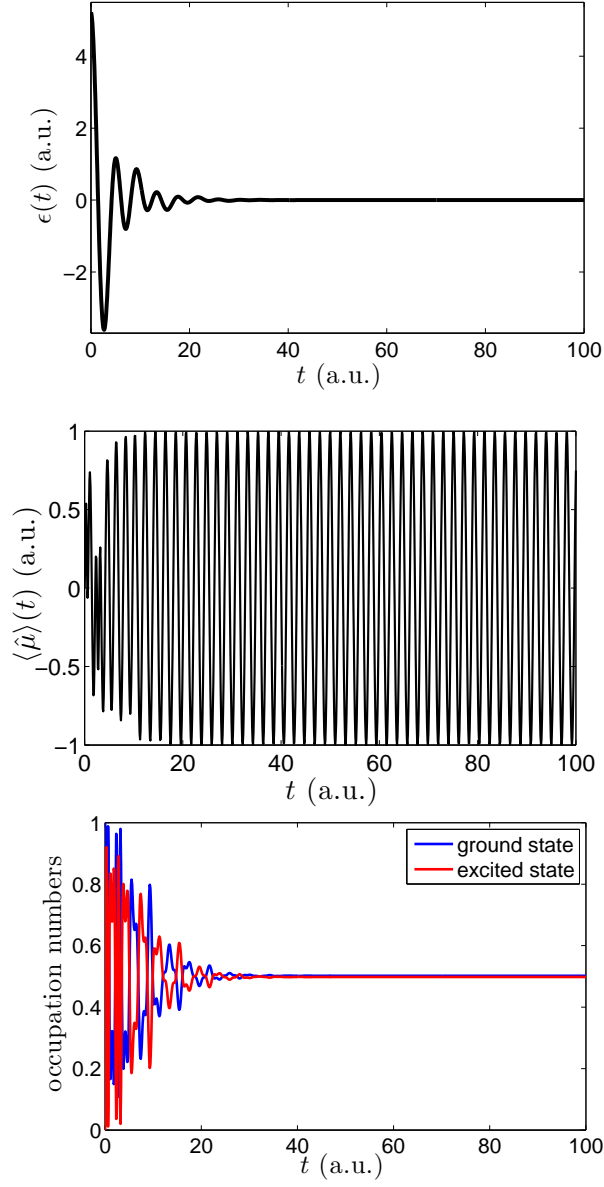 4
2
0
−2
ϵ(t) (a.u.)
0 20 40 60 80 100
t (a.u.)
1
0.5
0
−0.5
−1
⟨μ̂⟩(t) (a.u.)
0 20 40 60 80 100
t (a.u.)
1
0.8
0.6
0.4
0.2
0
occupation numbers
ground state
excited state
0 20 40 60 80 100
t (a.u.)